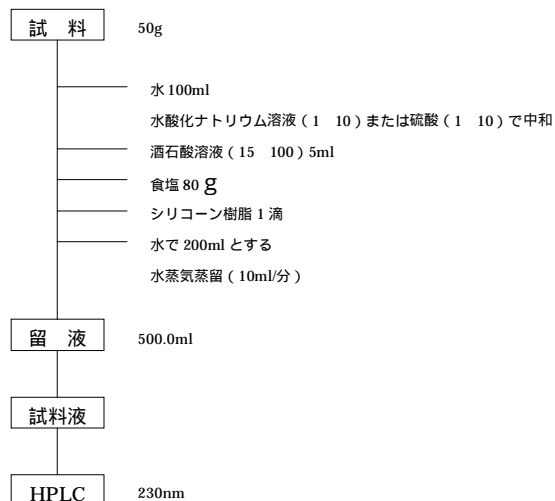 試 料 50g
水 100ml
水酸化ナトリウム溶液（1 10）または硫酸（1 10）で中和
酒石酸溶液（15 100）5ml
食塩 80 g
シリコーン樹脂 1 滴
水で 200ml とする
水蒸気蒸留（10ml/分）
留 液 500.0ml
試料液
HPLC 230nm